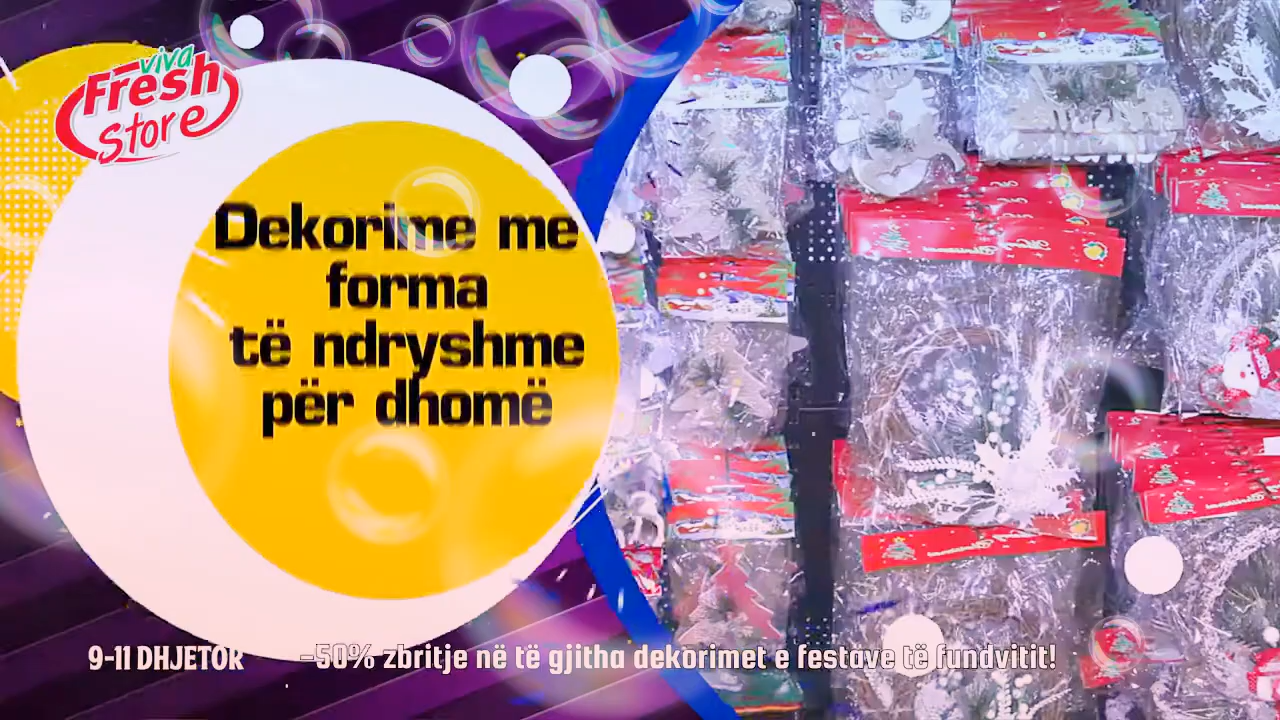 viva
Fresh
Store
Dekorime me
forma
të ndryshme
për dhomë
9-11 DHJETOR
-50% zbritje në të gjitha dekorimet e festave të fundvitit!